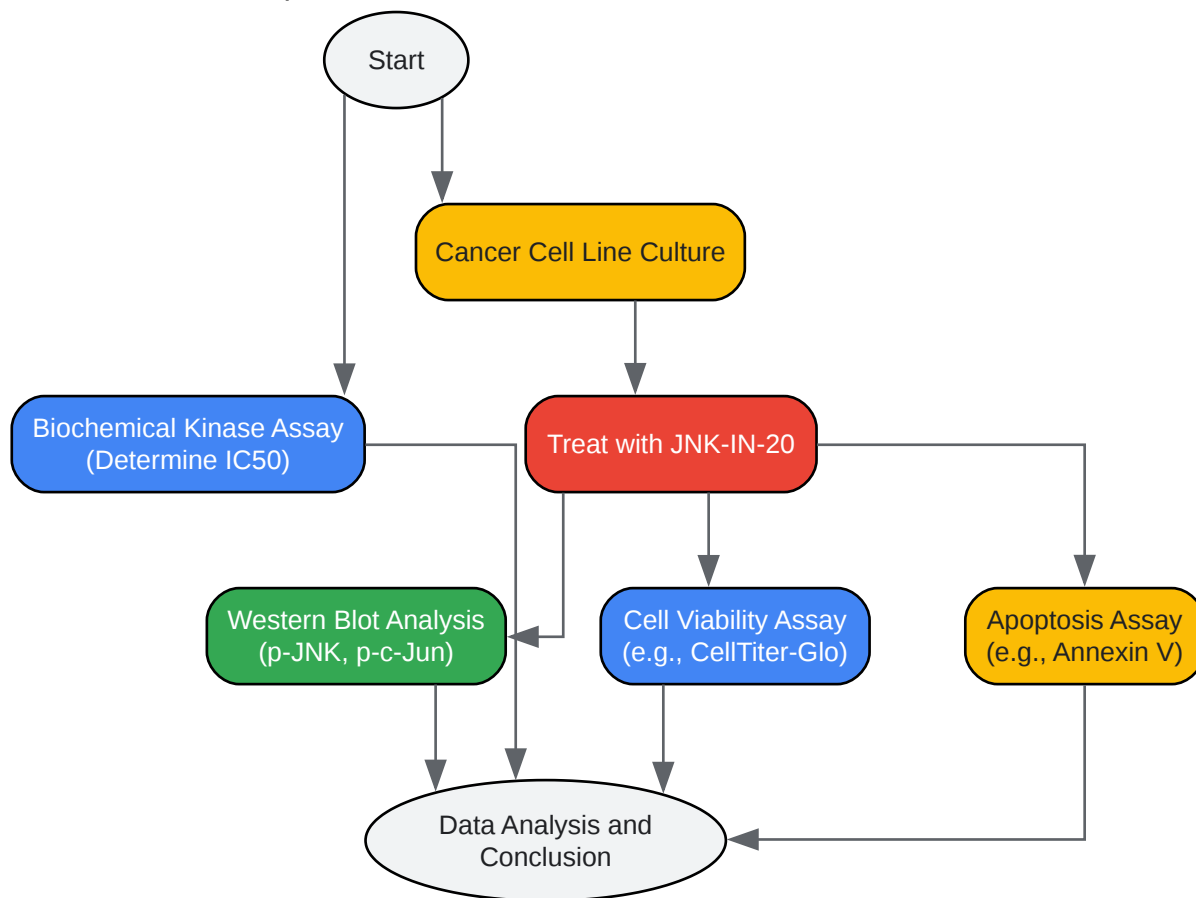 Start
Cancer Cell Line Culture
Biochemical Kinase Assay
(Determine IC50)
Treat with JNK-IN-20
Western Blot Analysis
(p-JNK, p-c-Jun)
Cell Viability Assay
(e.g., CellTiter-Glo)
Apoptosis Assay
(e.g., Annexin V)
Data Analysis and
Conclusion